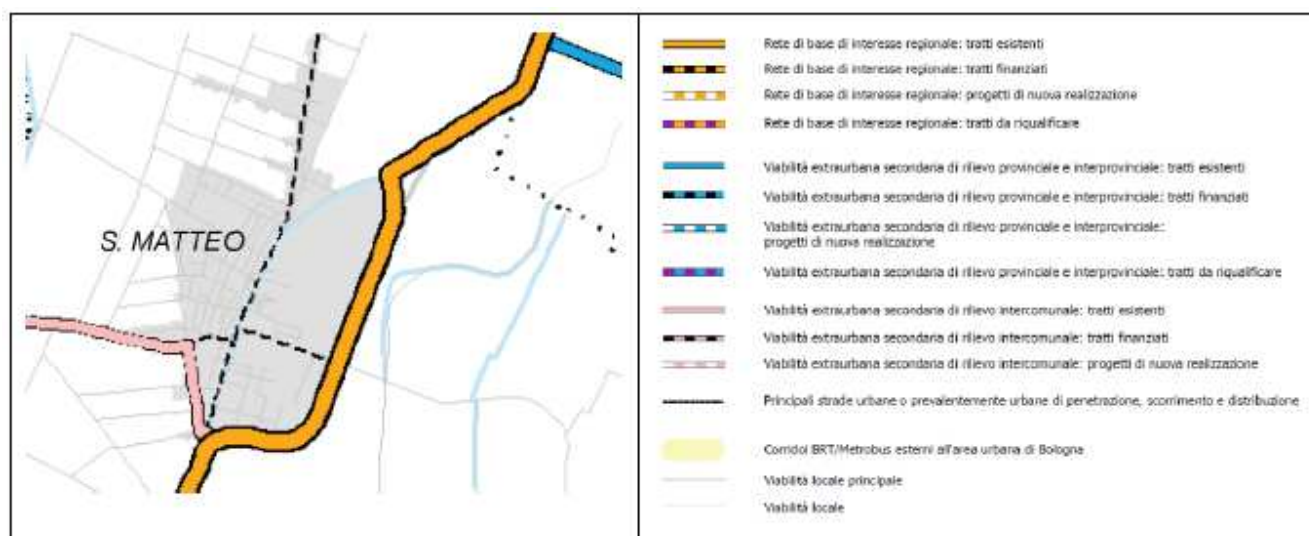 S. MATTEO
Rete di base di interesse regionale: tratti esistenti
Rete di base di interesse regionale: tratti finanziati
Rete di base di interesse regionale: progetti di nuova realizzazione
Rete di base di interesse regionale: tratti da riqualificare
Viabilità extraurbana secondaria di rilievo provinciale e interprovinciale: tratti esistenti
Viabilità extraurbana secondaria di rilievo provinciale e interprovinciale: tratti finanziati
Viabilità extraurbana secondaria di rilievo provinciale e interprovinciale:
progetti di nuova realizzazione
Viabilità extraurbana secondaria di rilievo provinciale e interprovinciale: tratti da riqualificare
Viabilità extraurbana secondaria di rilievo intercomunale: tratti esistenti
Viabilità extraurbana secondaria di rilievo intercomunale: tratti finanziati
Viabilità extraurbana secondaria di rilievo intercomunale: progetti di nuova realizzazione
Principali strade urbane o prevalentemente urbane di penetrazione, scorrimento e distribuzione
Corridoi BRT/Metrobus esterni all'area urbana di Bologna
Viabilità locale principale
Viabilità locale